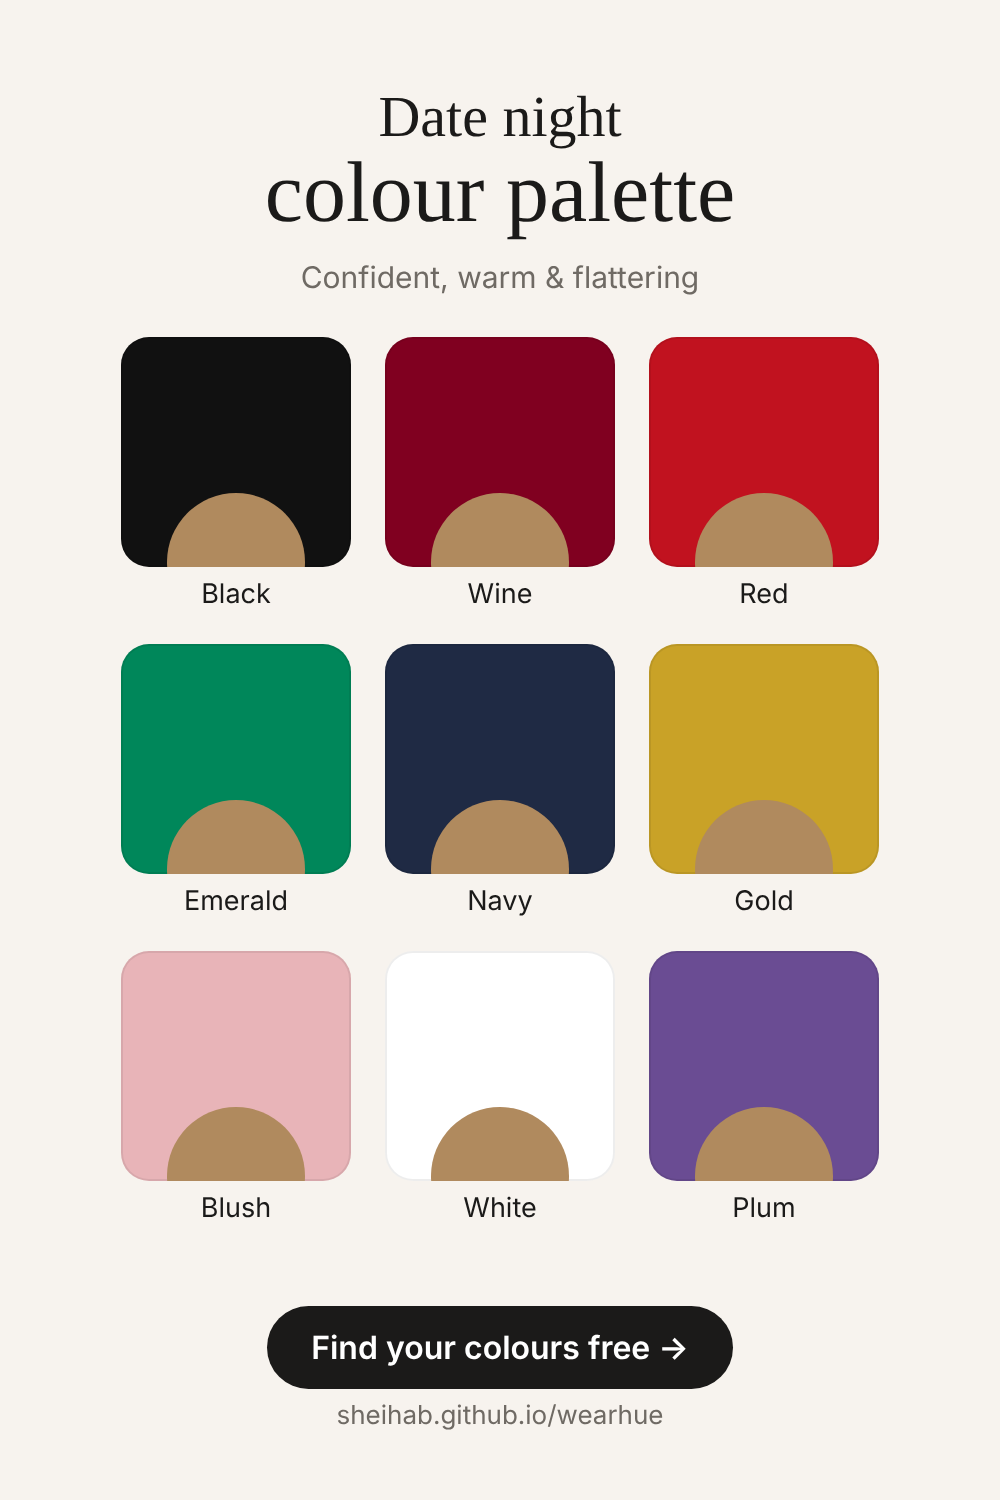 Date night
colour palette
Confident, warm & flattering
Black
Wine
Red
Emerald
Navy
Gold
Blush
White
Plum
Find your colours free →
sheihab.github.io/wearhue